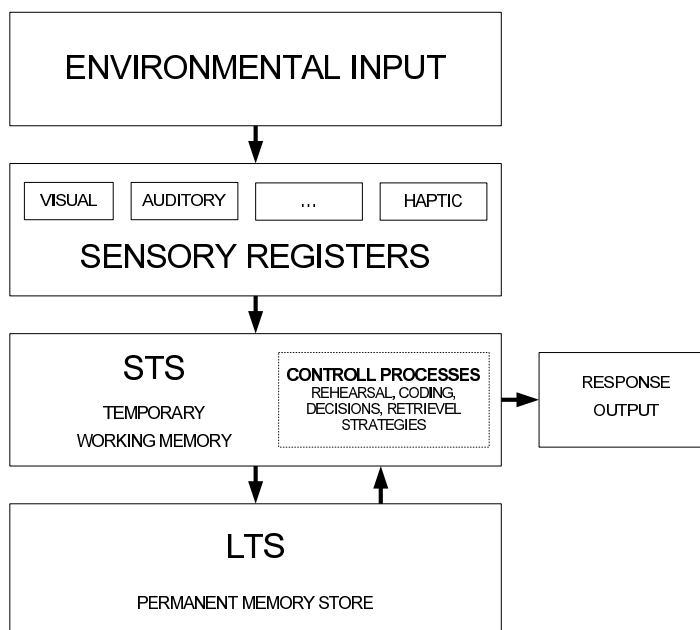 ENVIRONMENTAL INPUT
VISUAL
AUDITORY
...
HAPTIC
SENSORY REGISTERS
STS
TEMPORARY
WORKING MEMORY
CONTROLL PROCESSES
REHEARSAL, CODING,
DECISIONS, RETRIEVEL
STRATEGIES
RESPONSE
OUTPUT
LTS
PERMANENT MEMORY STORE